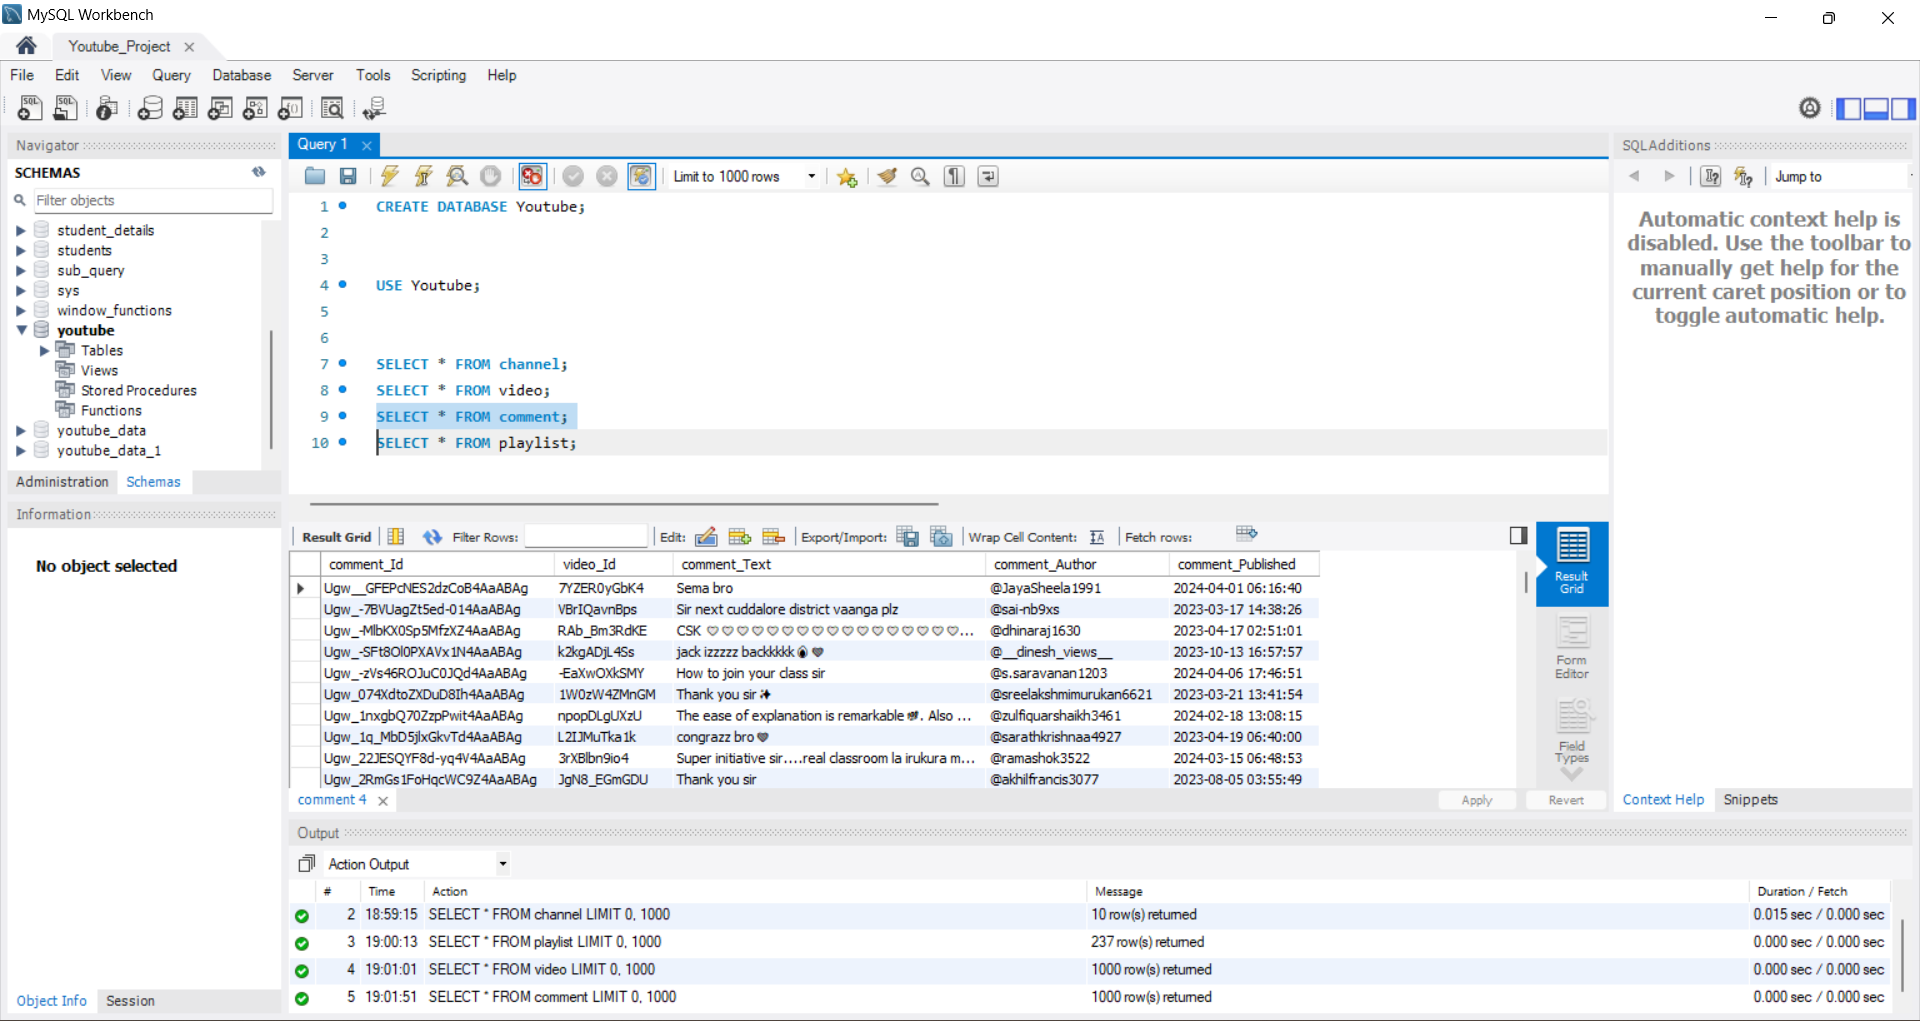 MySQL Workbench
Youtube_Project
File Edit View Query Database Server Tools Scripting Help
Navigator
SCHEMAS
Filter objects
student_details
students
sub_query
sys
window_functions
youtube
Tables
Views
Stored Procedures
Functions
youtube_data
youtube_data_1
Administration Schemas
Information
No object selected
Object Info Session
Query 1
Limit to 1000 rows
1 CREATE DATABASE Youtube;
2
3
4 USE Youtube;
5
6
7 SELECT * FROM channel;
8 SELECT * FROM video;
9 SELECT * FROM comment;
10 SELECT * FROM playlist;
Result Grid Filter Rows: Edit: Export/Import: Wrap Cell Content: Fetch rows:
comment_Id video_Id comment_Text comment_Author comment_Published
Ugw__GFEPcNES2dzCoB4AaABAg 7YZER0yGbK4 Sema bro @JayaSheela1991 2024-04-01 06:16:40
Ugw_-7BVUagZt5ed-014AaABAg VBrIQavnBps Sir next cuddalore district vaanga plz @sai-nb9xs 2023-03-17 14:38:26
Ugw_-MlbKX0Sp5MfzXZ4AaABAg RAb_Bm3RdKE CSK ♡♡♡♡♡♡♡♡♡♡♡♡♡♡♡♡♡... @dhinaraj1630 2023-04-17 02:51:01
Ugw_-SFt8Ol0PXAVx1N4AaABAg k2kgADjL4Ss jack izzzzz backkkkk @__dinesh_views__ 2023-10-13 16:57:57
Ugw_-zVs46ROJuC0JQd4AaABAg -EaXwOXkSMY How to join your class sir @s.saravanan1203 2024-04-06 17:46:51
Ugw_074XdtoZXDuD8Ih4AaABAg 1W0zW4ZMnGM Thank you sir @sreelakshmimurukan6621 2023-03-21 13:41:54
Ugw_1nxgbQ70ZzpPwit4AaABAg npopDLgUXzU The ease of explanation is remarkable. Also ... @zulfiquarshaikh3461 2024-02-18 13:08:15
Ugw_1q_MbD5jlxGkvTd4AaABAg L2IJMuTka1k congrazz bro @sarathkrishnaa4927 2023-04-19 06:40:00
Ugw_22JESQYF8d-yq4V4AaABAg 3rXBlbn9io4 Super initiative sir....real classroom la irukura m... @ramashok3522 2024-03-15 06:48:53
Ugw_2RmGs1FoHqcWC9Z4AaABAg JgN8_EGmGDU Thank you sir @akhilfrancis3077 2023-08-05 03:55:49
Result Grid
Form Editor
Field Types
comment 4
Apply Revert
Output
Action Output
# Time Action Message Duration / Fetch
2 18:59:15 SELECT * FROM channel LIMIT 0, 1000 10 row(s) returned 0.015 sec / 0.000 sec
3 19:00:13 SELECT * FROM playlist LIMIT 0, 1000 237 row(s) returned 0.000 sec / 0.000 sec
4 19:01:01 SELECT * FROM video LIMIT 0, 1000 1000 row(s) returned 0.000 sec / 0.000 sec
5 19:01:51 SELECT * FROM comment LIMIT 0, 1000 1000 row(s) returned 0.000 sec / 0.000 sec
SQLAdditions
Jump to
Automatic context help is
disabled. Use the toolbar to
manually get help for the
current caret position or to
toggle automatic help.
Context Help Snippets